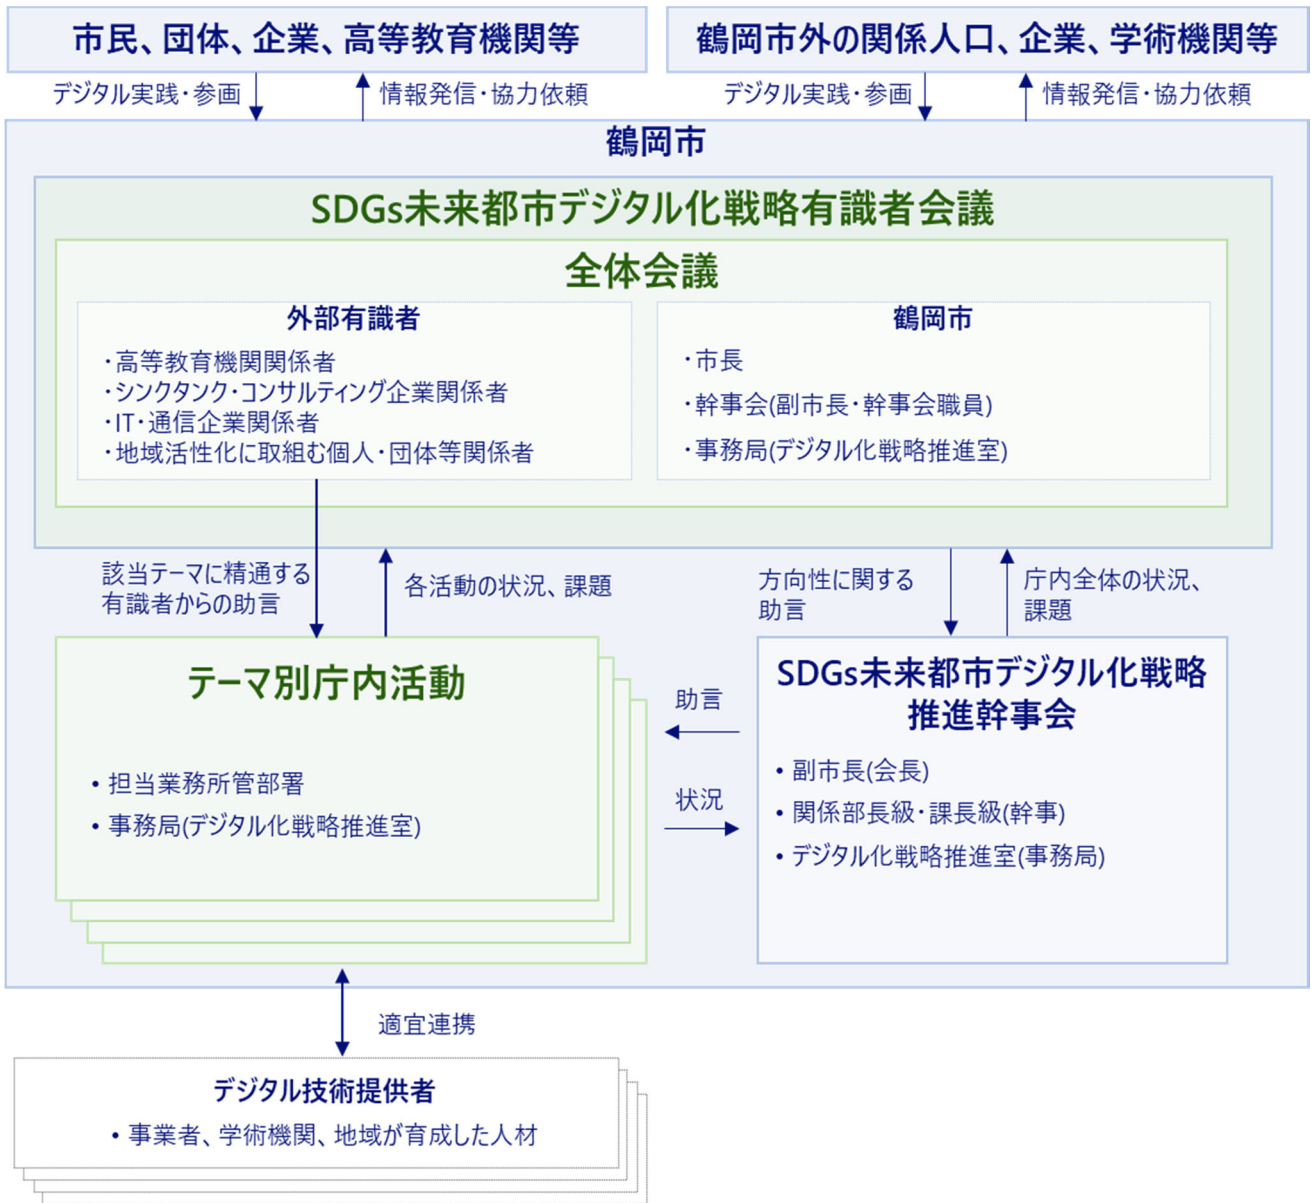 市民、団体、企業、高等教育機関等
鶴岡市外の関係人口、企業、学術機関等
デジタル実践・参画
情報発信・協力依頼
デジタル実践・参画
情報発信・協力依頼
鶴岡市
SDGs未来都市デジタル化戦略有識者会議
全体会議
外部有識者
・高等教育機関関係者
・シンクタンク・コンサルティング企業関係者
・IT・通信企業関係者
・地域活性化に取組む個人・団体等関係者
鶴岡市
・市長
・幹事会(副市長・幹事会職員)
・事務局(デジタル化戦略推進室)
該当テーマに精通する
有識者からの助言
各活動の状況、課題
方向性に関する
助言
庁内全体の状況、
課題
テーマ別庁内活動
• 担当業務所管部署
• 事務局(デジタル化戦略推進室)
助言
状況
SDGs未来都市デジタル化戦略
推進幹事会
• 副市長(会長)
• 関係部長級・課長級(幹事)
• デジタル化戦略推進室(事務局)
適宜連携
デジタル技術提供者
• 事業者、学術機関、地域が育成した人材